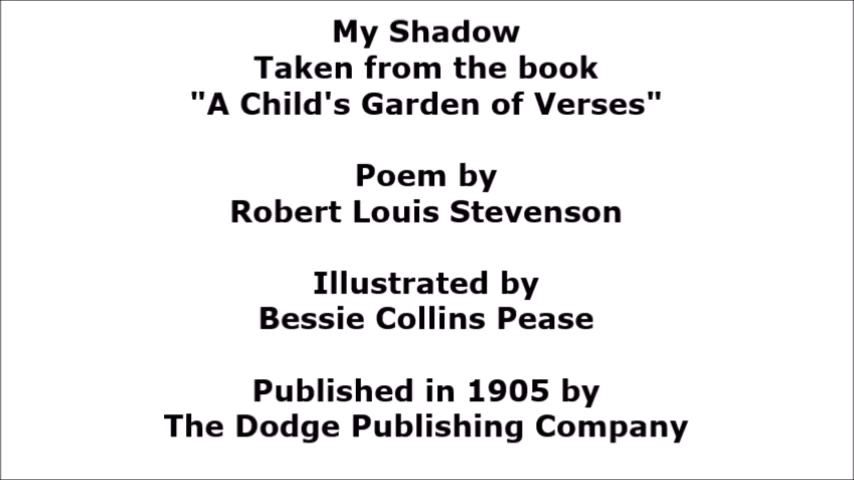 My Shadow
Taken from the book
"A Child's Garden of Verses"
Poem by
Robert Louis Stevenson
Illustrated by
Bessie Collins Pease
Published in 1905 by
The Dodge Publishing Company